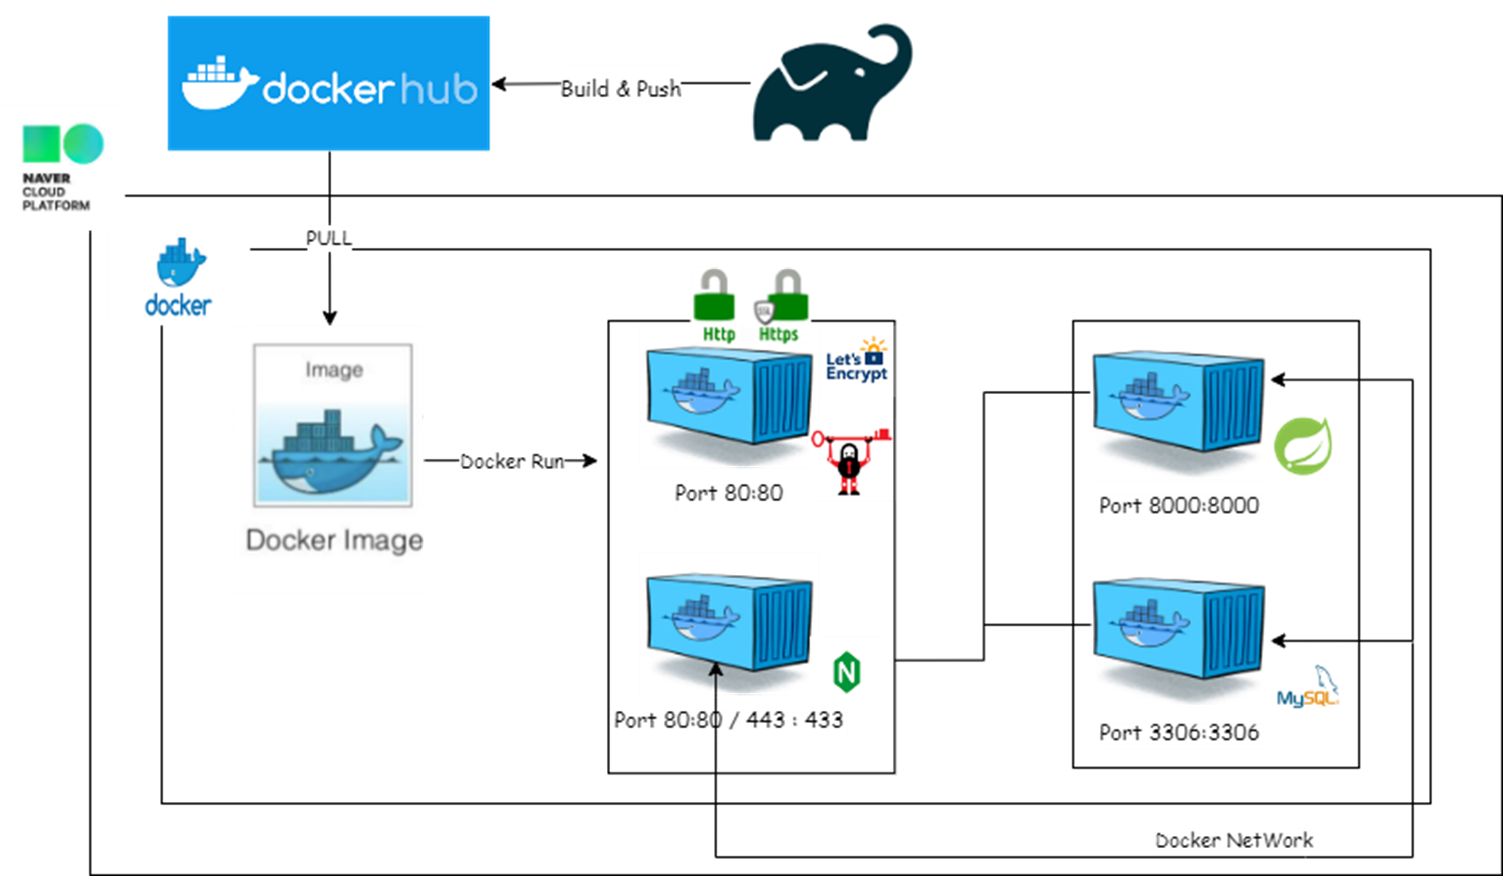 docker hub
Build & Push
NAVER
CLOUD
PLATFORM
PULL
docker
Http
Https
SSL
Image
Let's
Encrypt
Docker Run
Port 80:80
Port 8000:8000
Docker Image
N
MySQL
Port 80:80 / 443 : 433
Port 3306:3306
Docker NetWork